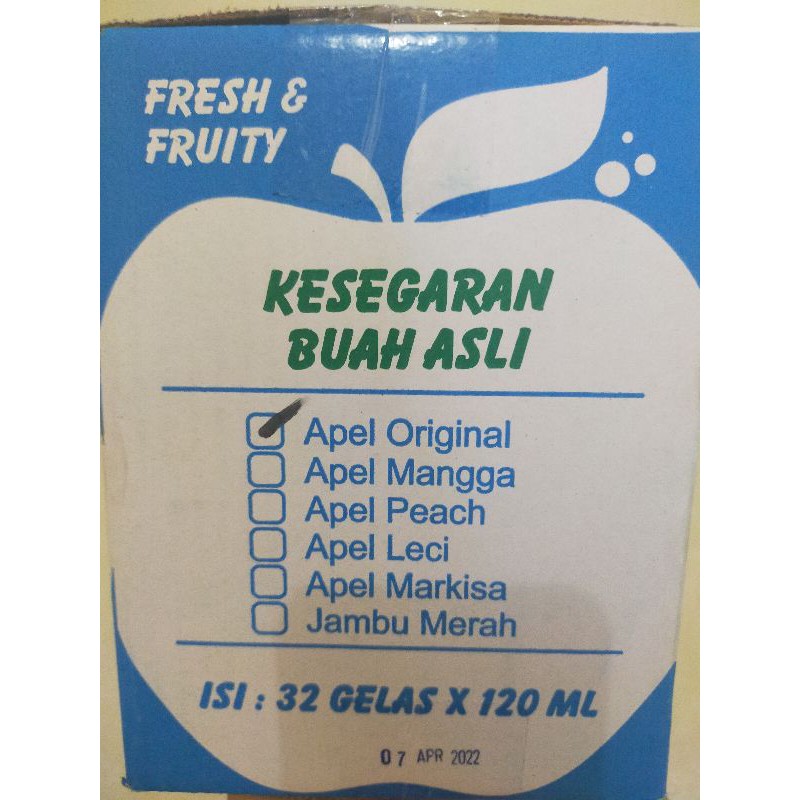 FRESH &
FRUITY
KESEGARAN
BUAH ASLI
Apel Original
Apel Mangga
Apel Peach
Apel Leci
Apel Markisa
Jambu Merah
ISI : 32 GELAS X 120 ML
07 APR 2022